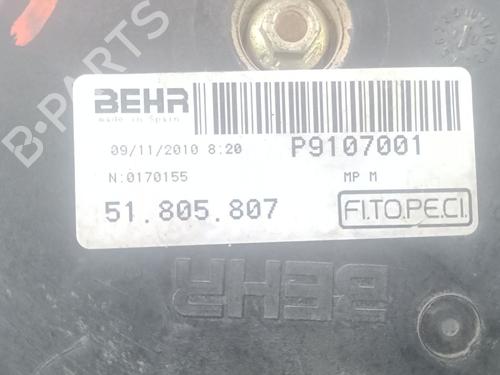 BEHR
made in Spain
09/11/2010 8:20 P9107001
N:0170155 MP M
51.805.807 FI.TO.PE.CI.
BEHR
B-PARTS